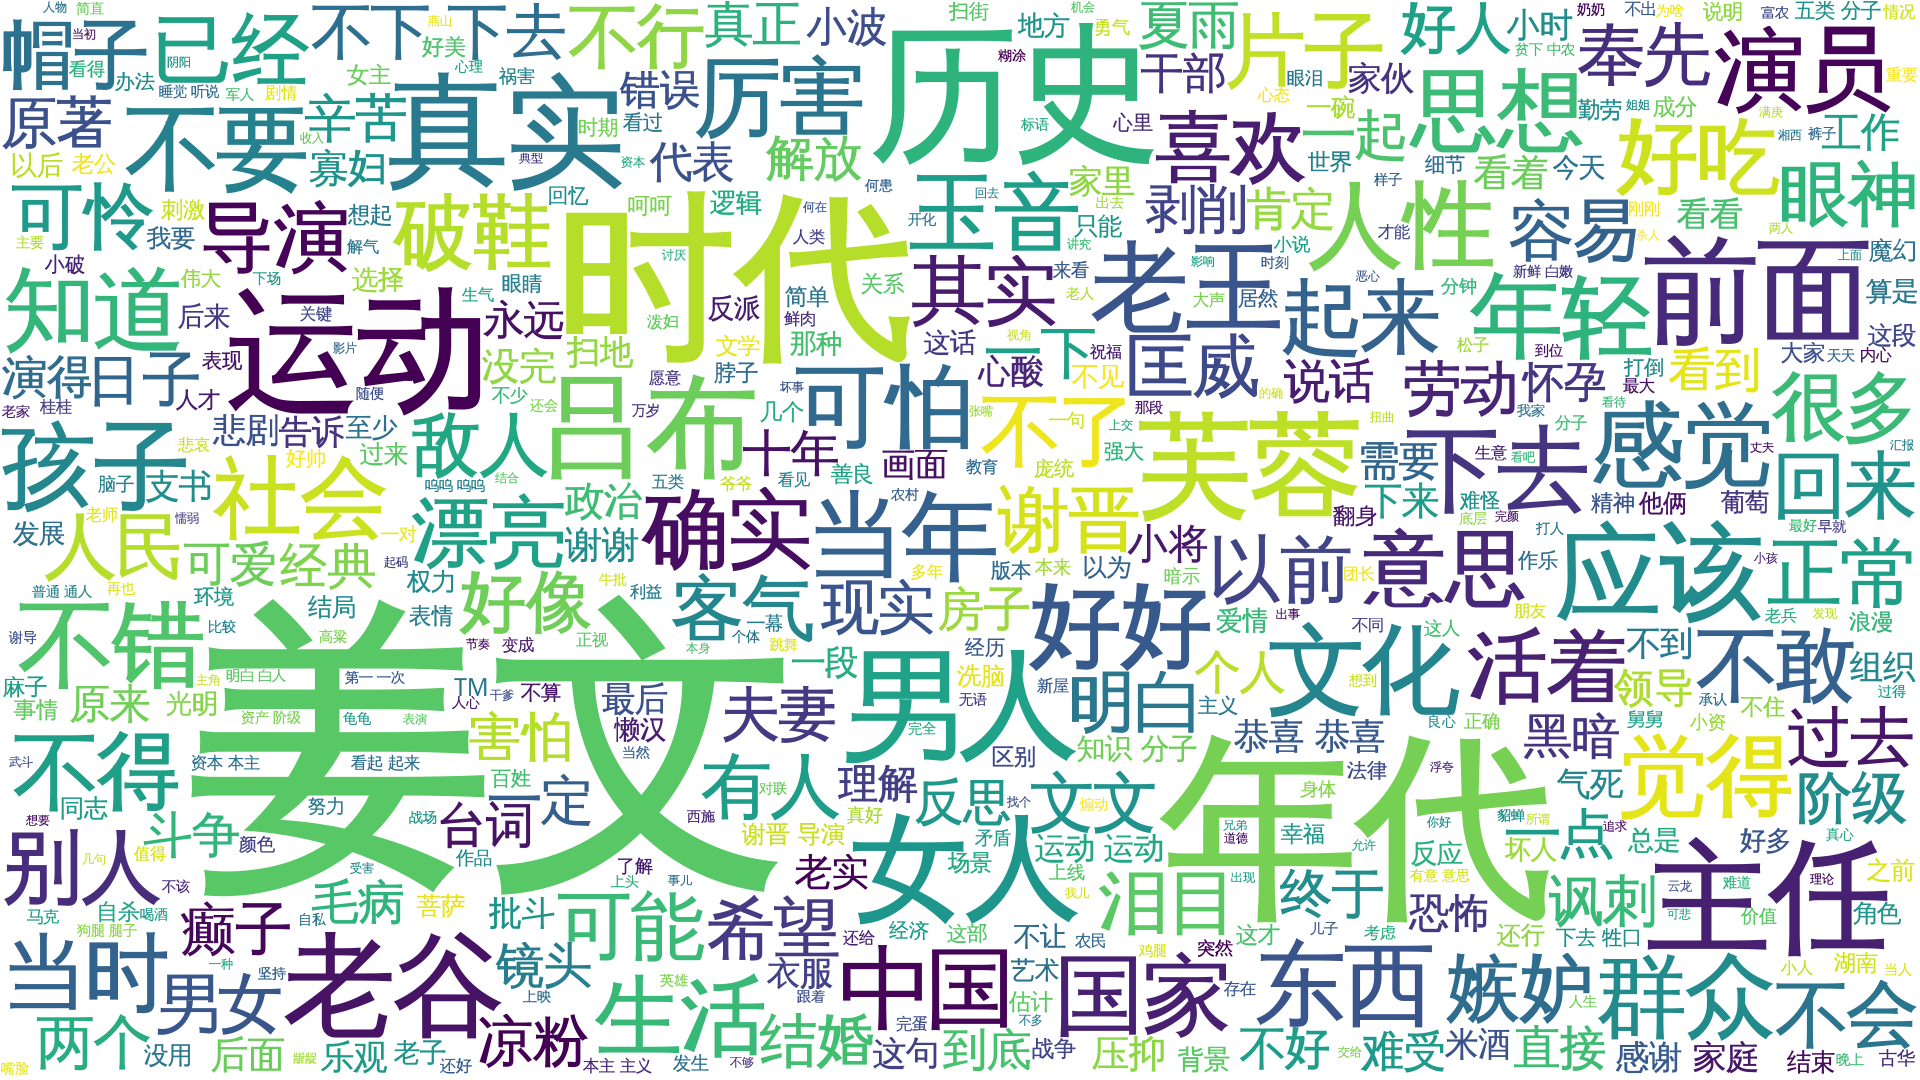 人物 简直 燕山 不下 下去 不行 真正 小波 扫街 地方 机会 勇气 夏雨 片子 好人 小时 奶奶 不出 为啥 说明 富农 五类 分子 情况
帽子 当初 已经 好美 心理 历史 糊涂 干部 眼泪 家伙 贫下 中农 奉先 演员 重要
看得 阴阳 办法 女主 祸害 错误 厉害 心态 一碗 思想 勤劳 姐姐 成分 满庚
原著 睡觉 听说 军人 剧情 不要 辛苦 真实 时期 看过 标语 心里 喜欢 一起 好吃 湘西 裤子 工作
以后 老公 收入 寡妇 典型 资本 代表 解放 世界 细节 看着 今天 眼神
可怜 刺激 想起 回忆 呵呵 逻辑 何患 回去 玉音 家里 出去 剥削 肯定 样子 人性 容易 刚刚 看看
主要 我要 导演 解气 破鞋 时代 何在 人类 开化 只能 讲究 小说 才能 杀人 两人 魔幻
小破 伟大 下场 选择 眼睛 讨厌 关系 其实 来看 老王 影响 时刻 恶心 新鲜 白嫩 前面 上面 算是
知道 后来 关键 运动 生气 永远 反派 简单 鲜肉 老人 大声 居然 起来 分钟 年轻 这段
表现 影片 泼妇 文学 那种 这话 视角 一下 祝福 匡威 松子 到位 打倒 大家 天天 内心
演得 日子 人才 随便 没完 扫地 愿意 脖子 可怕 心酸 不见 说话 劳动 怀孕 最大 看到 很多
老家 桂桂 不少 还会 吕布 万岁 坏事 几个 张嘴 不了 一句 那段 的确 我家 看待
孩子 悲哀 悲剧 告诉 至少 敌人 十年 画面 上交 芙蓉 扭曲 分子 下去 感觉 丈夫 汇报
脑子 支书 社会 好帅 过来 呜呜 呜呜 结合 五类 看见 善良 教育 庞统 强大 需要 生意 看吧 回来
发展 老师 懦弱 一对 漂亮 政治 爷爷 确实 当年 农村 谢晋 翻身 下来 难怪 底层 完颜 精神 他俩 葡萄 最好 早就
人民 可爱 经典 起码 谢谢 小将 以前 意思 打人 应该 正常
普通 通人 再也 环境 权力 好像 牛批 利益 客气 多年 版本 本来 以为 暗示 团长 作乐 小孩
不错 谢导 比较 结局 高粱 表情 节奏 变成 正视 个体 一幕 现实 房子 好好 爱情 出事 不同 这人 朋友 活着 老兵 发现 浪漫
麻子 主角 明白 白人 姜文 第一 一次 本身 跳舞 一段 经历 男人 个人 文化 不到 不敢 组织
事情 原来 光明 资产 阶级 龟龟 表演 TM 干爹 人心 不算 最后 夫妻 洗脑 无语 新屋 明白 主义 想到 领导 承认 过得
不得 武斗 资本 本主 看起 起来 害怕 懒汉 当然 完全 区别 知识 分子 恭喜 恭喜 良心 正确 黑暗 舅舅 小资 不住 过去
同志 努力 百姓 一定 有人 对联 理解 反思 找个 文文 煽动 年代 法律 浮夸 气死 觉得 阶级
想要 斗争 颜色 战场 台词 西施 谢晋 导演 真好 矛盾 兄弟 道德 身体 幸福 你好 貂蝉 所谓 一点 追求 总是 好多 真心
别人 几句 值得 受害 作品 了解 上头 事儿 老实 女人 场景 运动 运动 上线 允许 反应 坏人 之前
不该 毛病 菩萨 我儿 泪目 出现 终于 有意 意思 讽刺 云龙 难道 主任 理论
马克 自杀 喝酒 自私 癫子 批斗 可能 希望 还给 经济 这部 不让 农民 这才 儿子 恐怖 考虑 还行 可悲 价值 角色
狗腿 腿子 当时 一种 坚持 男女 老谷 镜头 上映 英雄 衣服 跟着 中国 艺术 国家 鸡腿 突然 存在 东西 嫉妒 下去 牲口 群众 小人 湖南 当人
两个 没用 后面 龌龊 乐观 老子 还好 凉粉 生活 结婚 完蛋 这句 到底 估计 不多 战争 压抑 背景 不好 交给 难受 米酒 直接 人生 感谢 家庭 不会
嘴脸 本主 主义 发生 不够 结束 晚上 古华